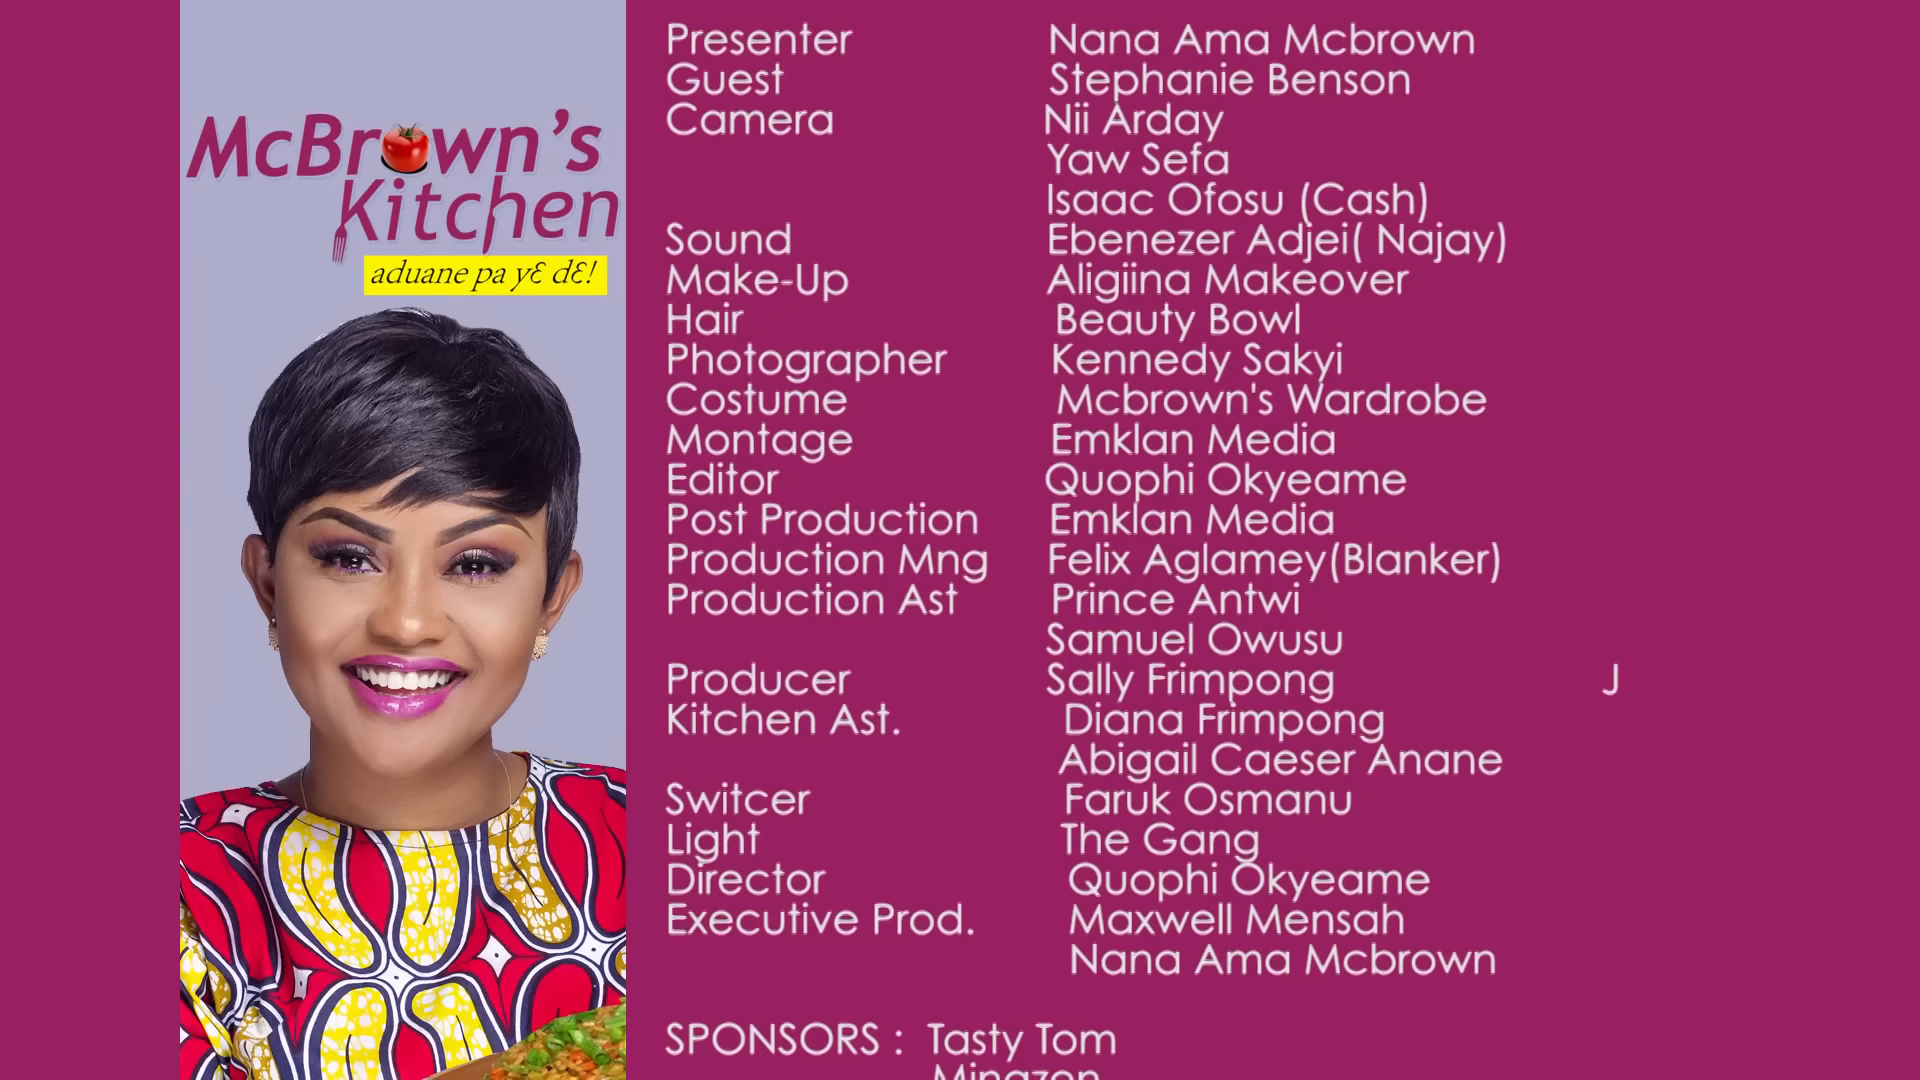 McBrown's
Kitchen
aduane pa yɛ dɛ!
Presenter Nana Ama Mcbrown
Guest Stephanie Benson
Camera Nii Arday
Yaw Sefa
Isaac Ofosu (Cash)
Sound Ebenezer Adjei( Najay)
Make-Up Aligiina Makeover
Hair Beauty Bowl
Photographer Kennedy Sakyi
Costume Mcbrown's Wardrobe
Montage Emklan Media
Editor Quophi Okyeame
Post Production Emklan Media
Production Mng Felix Aglamey(Blanker)
Production Ast Prince Antwi
Samuel Owusu
Producer Sally Frimpong J
Kitchen Ast. Diana Frimpong
Abigail Caeser Anane
Switcer Faruk Osmanu
Light The Gang
Director Quophi Okyeame
Executive Prod. Maxwell Mensah
Nana Ama Mcbrown
SPONSORS : Tasty Tom